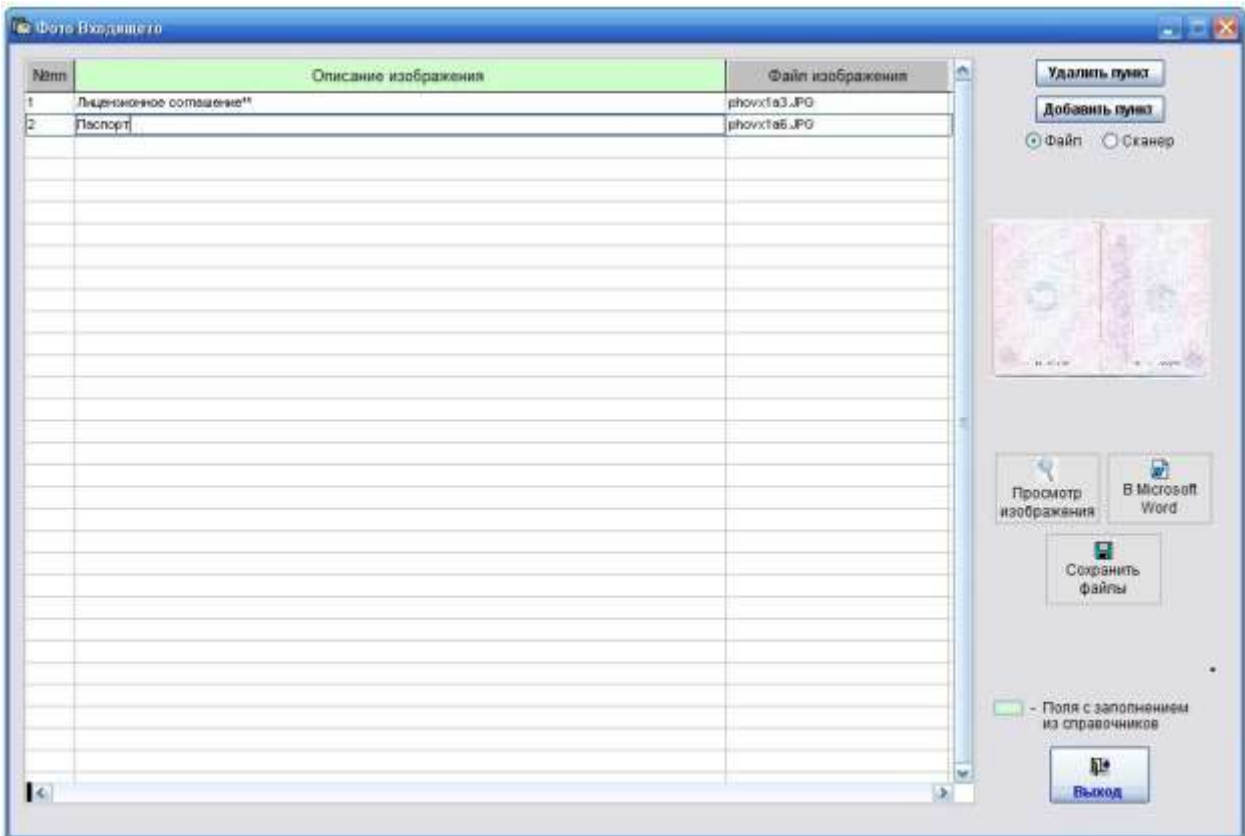 Фото Входящего
№пп Описание изображения Файл изображения
1 Лицензионное соглашение** phovx1a3.JPG
2 Паспорт phovx1a6.JPG
Удалить пункт
Добавить пункт
Файл Сканер
Просмотр
изображения
В Microsoft
Word
Сохранить
файлы
- Поля с заполнением
из справочников
Выход